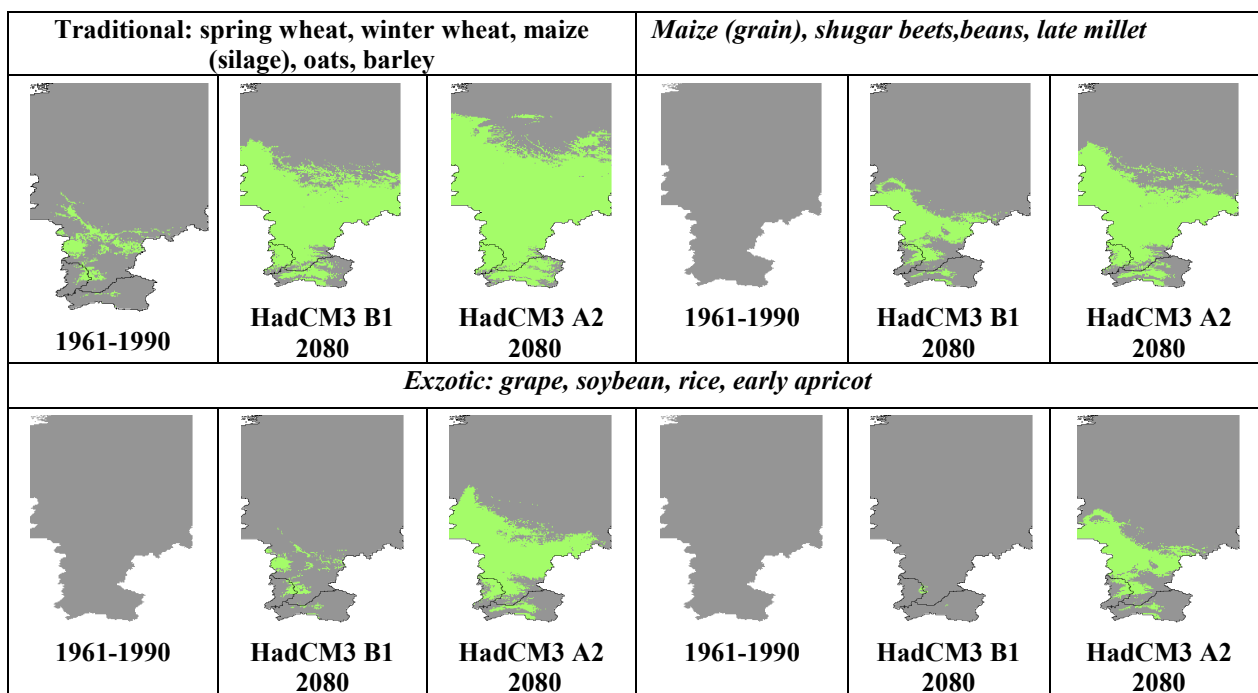 Traditional: spring wheat, winter wheat, maize
(silage), oats, barley
Maize (grain), shugar beets,beans, late millet
1961-1990
HadCM3 B1
2080
HadCM3 A2
2080
1961-1990
HadCM3 B1
2080
HadCM3 A2
2080
Exzotic: grape, soybean, rice, early apricot
1961-1990
HadCM3 B1
2080
HadCM3 A2
2080
1961-1990
HadCM3 B1
2080
HadCM3 A2
2080